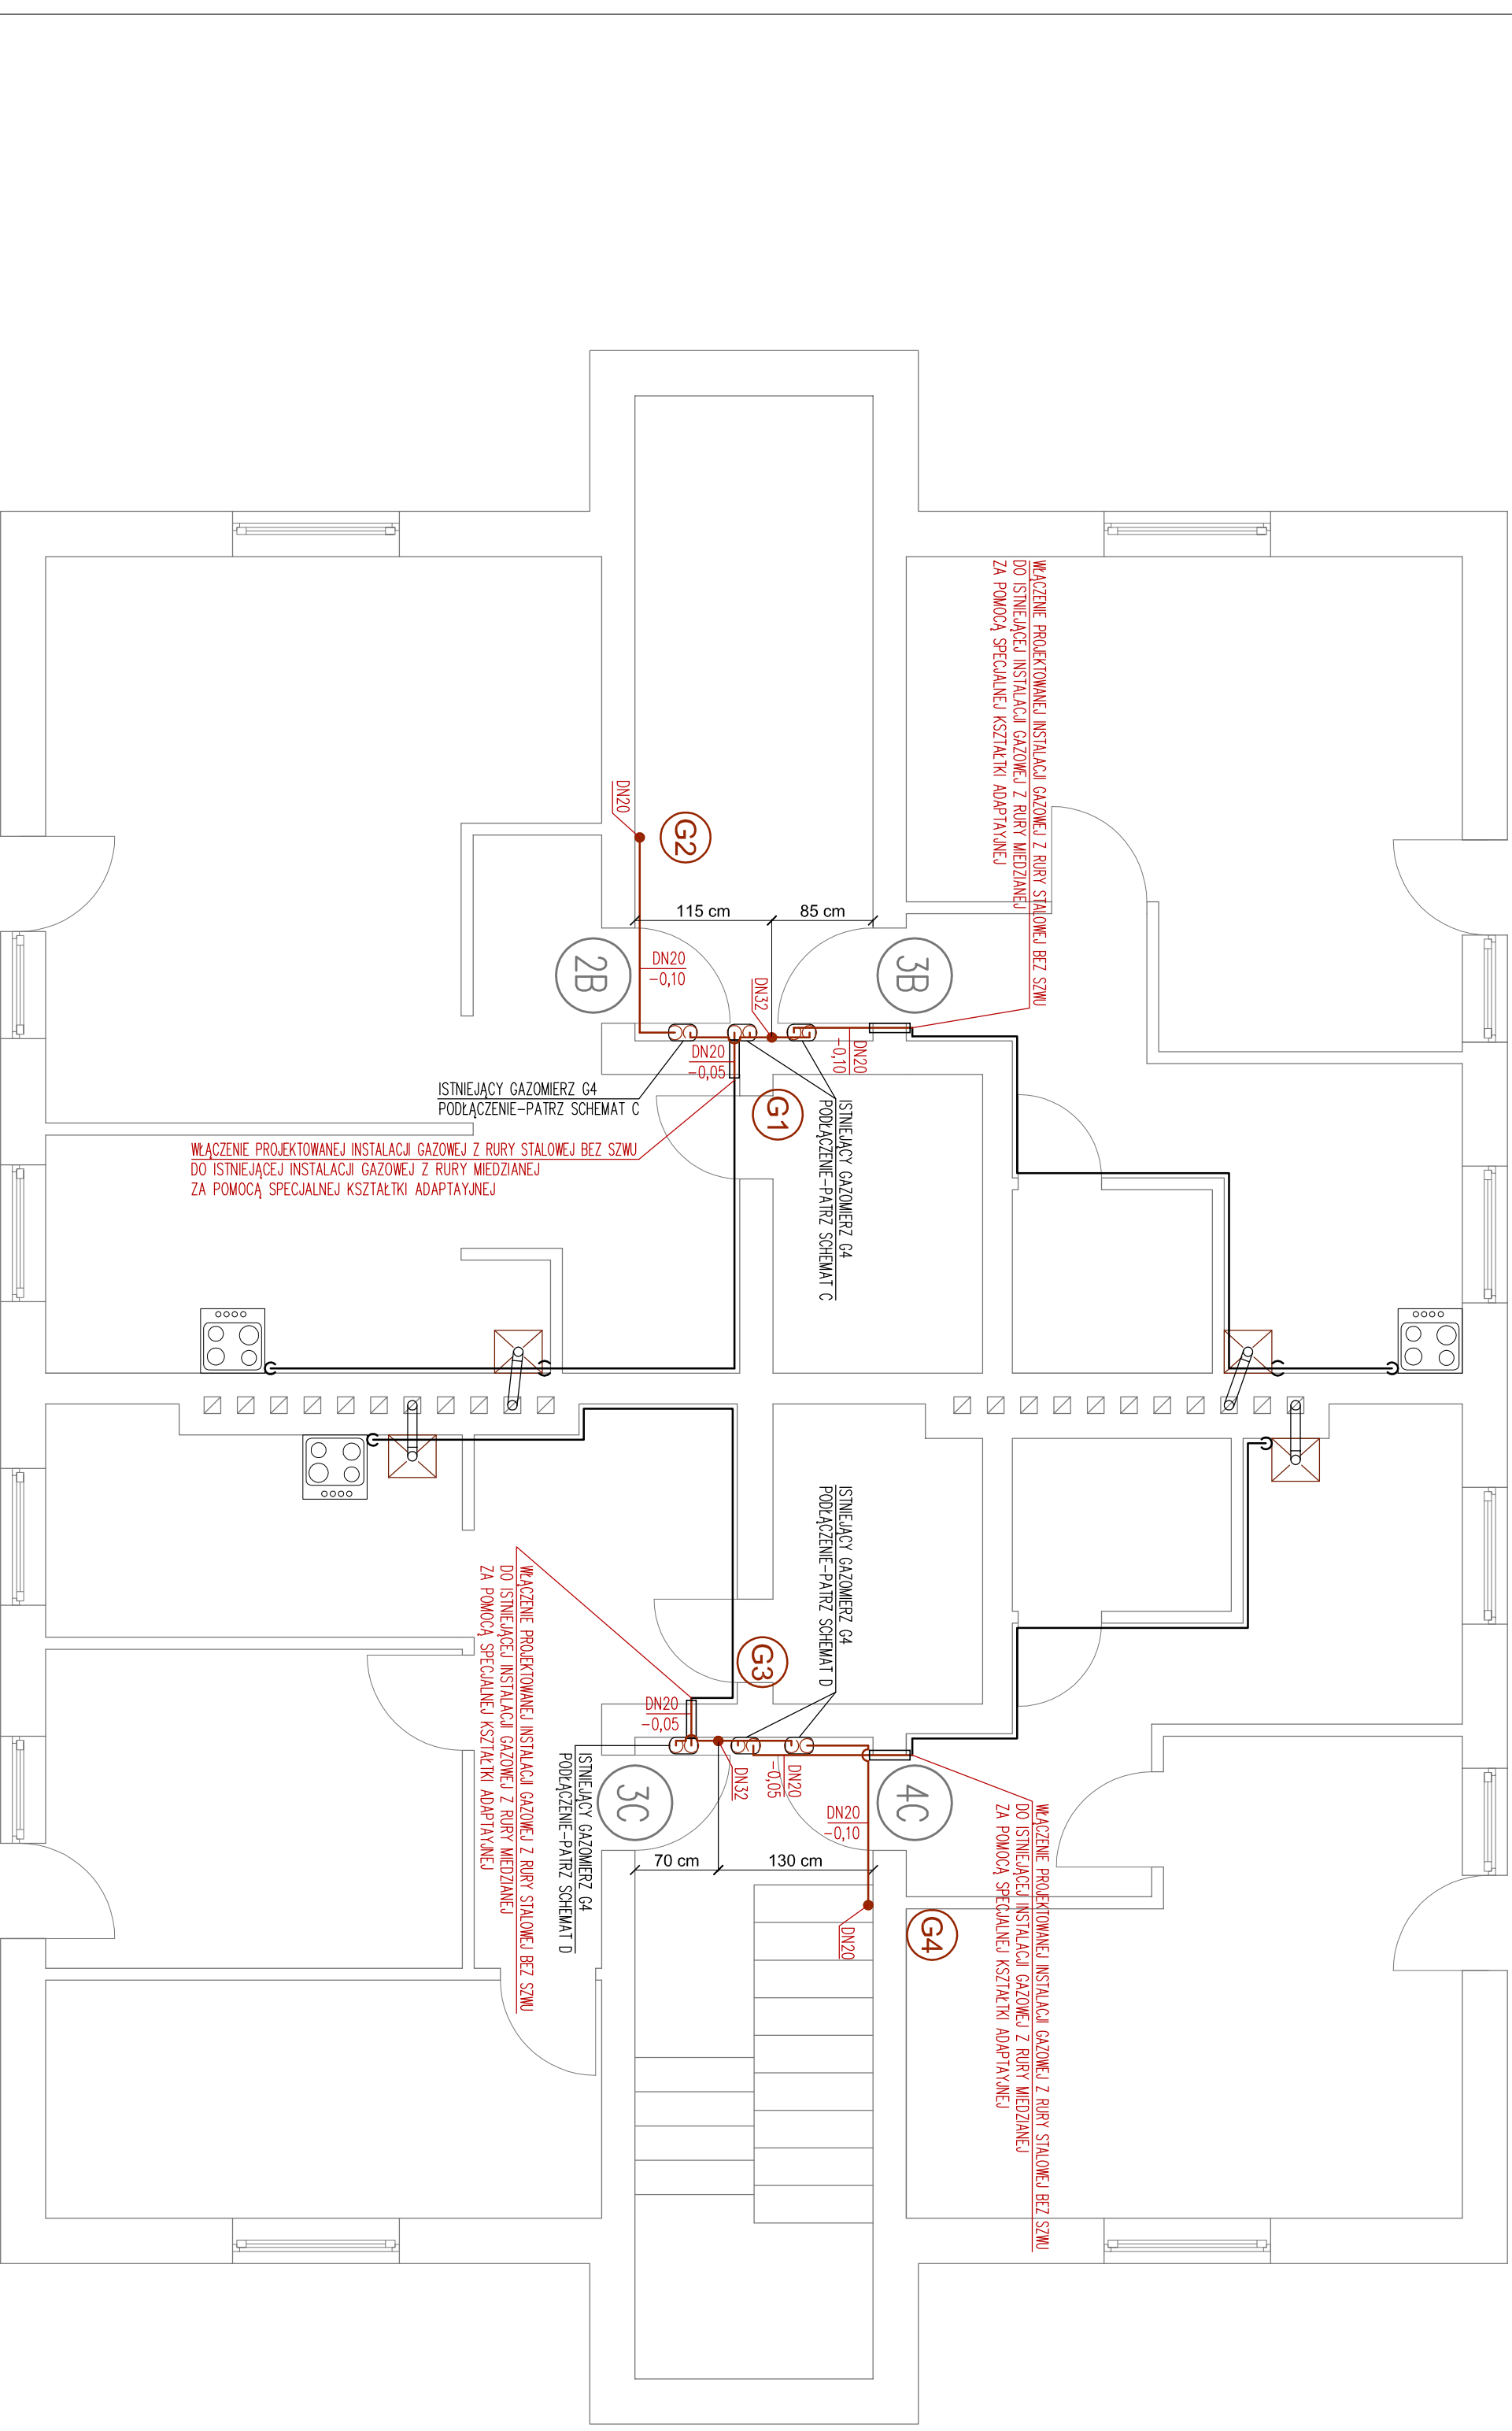 WŁĄCZENIE PROJEKTOWANEJ INSTALACJI GAZOWEJ Z RURY STALOWEJ BEZ SZWU
DO ISTNIEJĄCEJ INSTALACJI GAZOWEJ Z RURY MIEDZIANEJ
ZA POMOCĄ SPECJALNEJ KSZTAŁTKI ADAPTAYJNEJ
DN20
G2
115 cm
85 cm
2B
3B
DN20
-0,10
DN32
DN20
-0,05
DN20
-0,10
ISTNIEJĄCY GAZOMIERZ G4
PODŁĄCZENIE-PATRZ SCHEMAT C
G1
ISTNIEJĄCY GAZOMIERZ G4
PODŁĄCZENIE-PATRZ SCHEMAT C
WŁĄCZENIE PROJEKTOWANEJ INSTALACJI GAZOWEJ Z RURY STALOWEJ BEZ SZWU
DO ISTNIEJĄCEJ INSTALACJI GAZOWEJ Z RURY MIEDZIANEJ
ZA POMOCĄ SPECJALNEJ KSZTAŁTKI ADAPTAYJNEJ
ISTNIEJĄCY GAZOMIERZ G4
PODŁĄCZENIE-PATRZ SCHEMAT D
WŁĄCZENIE PROJEKTOWANEJ INSTALACJI GAZOWEJ Z RURY STALOWEJ BEZ SZWU
DO ISTNIEJĄCEJ INSTALACJI GAZOWEJ Z RURY MIEDZIANEJ
ZA POMOCĄ SPECJALNEJ KSZTAŁTKI ADAPTAYJNEJ
G3
DN20
-0,05
ISTNIEJĄCY GAZOMIERZ G4
PODŁĄCZENIE-PATRZ SCHEMAT D
3C
DN32
DN20
-0,05
DN20
-0,10
4C
70 cm
130 cm
DN20
G4
WŁĄCZENIE PROJEKTOWANEJ INSTALACJI GAZOWEJ Z RURY STALOWEJ BEZ SZWU
DO ISTNIEJĄCEJ INSTALACJI GAZOWEJ Z RURY MIEDZIANEJ
ZA POMOCĄ SPECJALNEJ KSZTAŁTKI ADAPTAYJNEJ